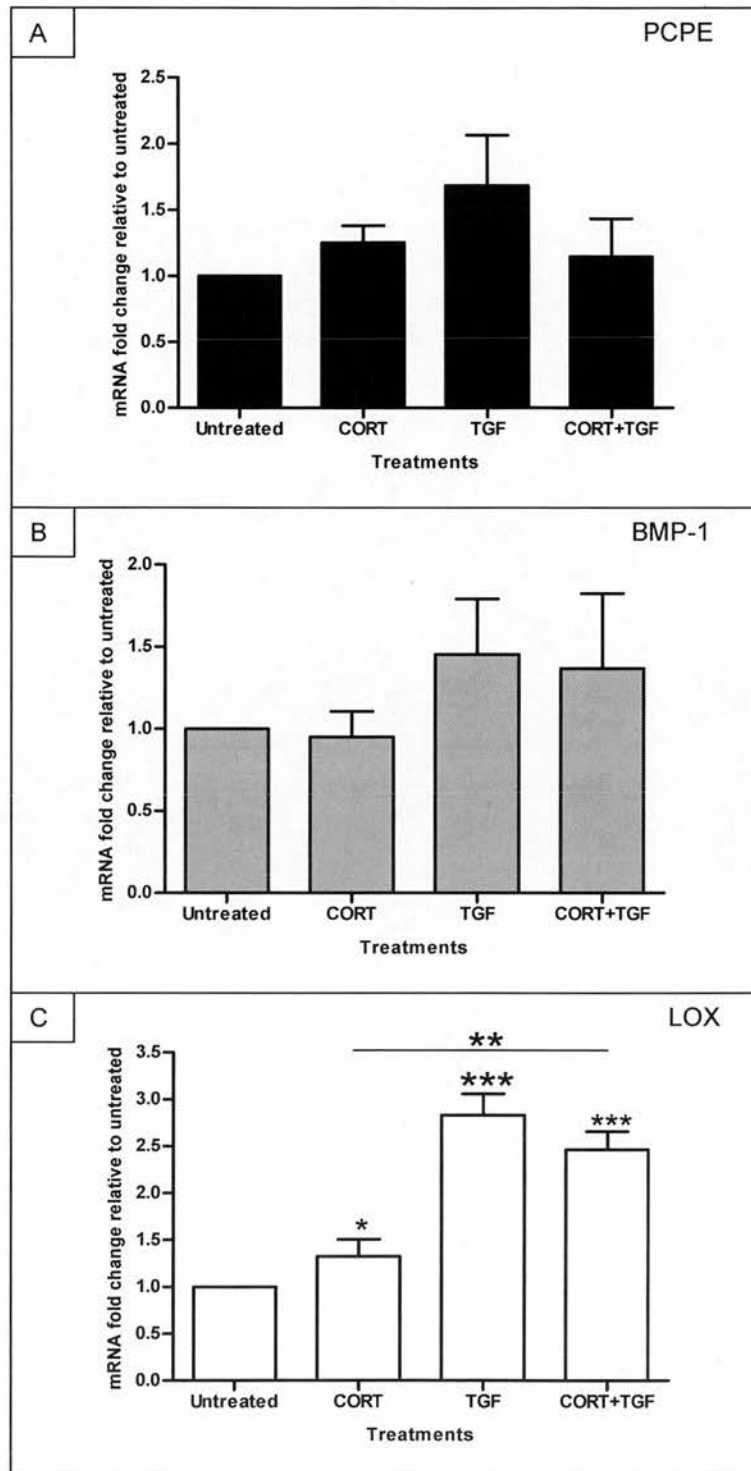 A
PCPE
mRNA fold change relative to untreated
2.5
2.0
1.5
1.0
0.5
0.0
Untreated CORT TGF CORT+TGF
Treatments
B
BMP-1
mRNA fold change relative to untreated
2.0
1.5
1.0
0.5
0.0
Untreated CORT TGF CORT+TGF
Treatments
C
LOX
mRNA fold change relative to untreated
3.5
3.0
2.5
2.0
1.5
1.0
0.5
0.0
**
***
***
*
Untreated CORT TGF CORT+TGF
Treatments